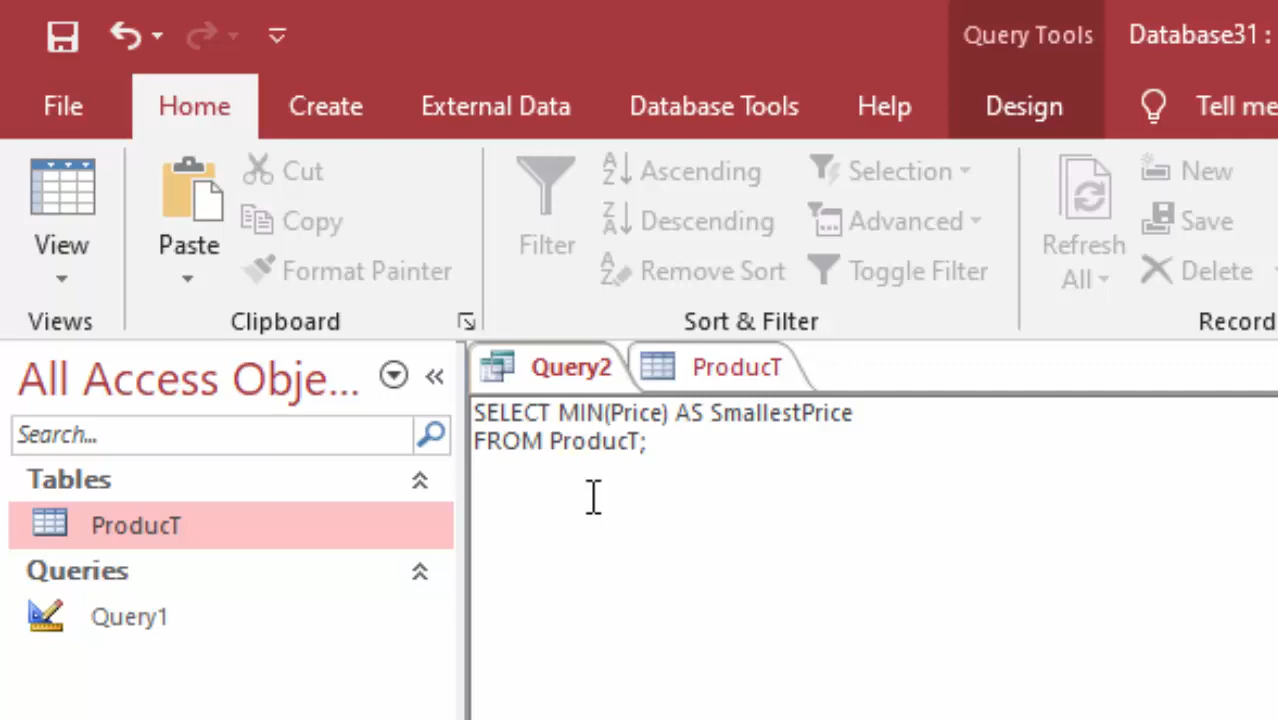 Query Tools Database31 :
File Home Create External Data Database Tools Help Design Tell me
View Paste Cut Copy Format Painter
Filter Ascending Descending Remove Sort Selection Advanced Toggle Filter
Refresh All New Save Delete
Views Clipboard Sort & Filter Record
All Access Obje...
Search...
Tables
ProducT
Queries
Query1
Query2 ProducT
SELECT MIN(Price) AS SmallestPrice
FROM ProducT;